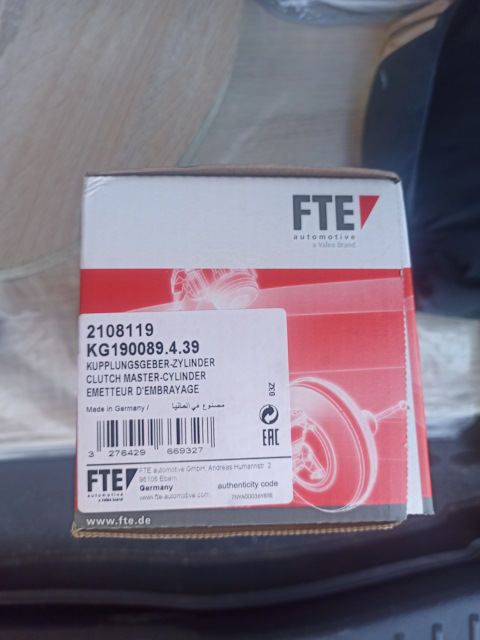 FTE
automotive
a Valeo Brand
2108119
KG190089.4.39
KUPPLUNGSGEBER-ZYLINDER
CLUTCH MASTER-CYLINDER
EMETTEUR D'EMBRAYAGE
Made in Germany / مصنوع في ألمانيا
03Z
EAC
3 276429 669327
FTE
automotive
a Valeo Brand
FTE automotive GmbH, Andreas Humannstr. 2
96106 Ebern
Germany
www.fte-automotive.com
authenticity code
www.fte.de